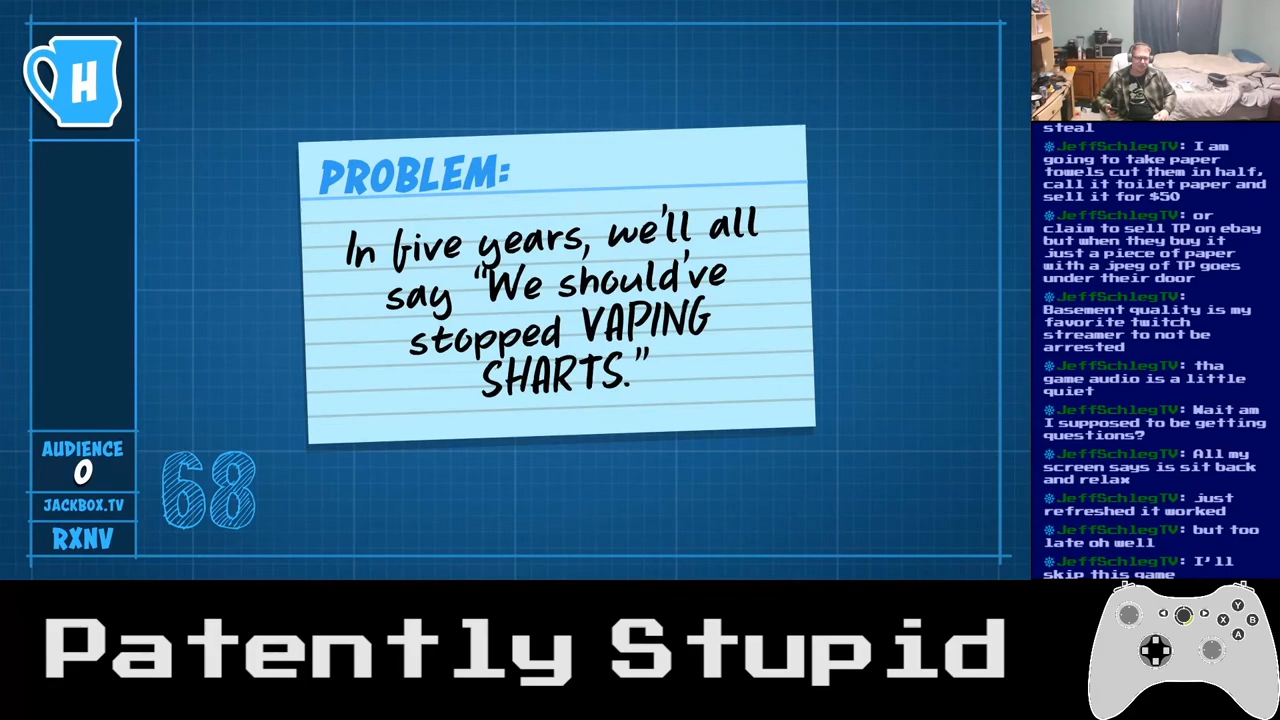 H
PROBLEM:
In five years, we'll all
say "We should've
stopped VAPING
SHARTS."
AUDIENCE
0
JACKBOX.TV
RXNV
68
steal
JeffSchlegTV: I am
going to take paper
towels cut them in half,
call it toilet paper and
sell it for $50
JeffSchlegTV: or
claim to sell TP on ebay
but when they buy it
just a piece of paper
with a jpeg of TP goes
under their door
JeffSchlegTV:
Basement quality is my
favorite twitch
streamer to not be
arrested
JeffSchlegTV: tha
game audio is a little
quiet
JeffSchlegTV: Wait am
I supposed to be getting
questions?
JeffSchlegTV: All my
screen says is sit back
and relax
JeffSchlegTV: just
refreshed it worked
JeffSchlegTV: but too
late oh well
JeffSchlegTV: I'll
skip this game
Patently Stupid
Y
X B
A